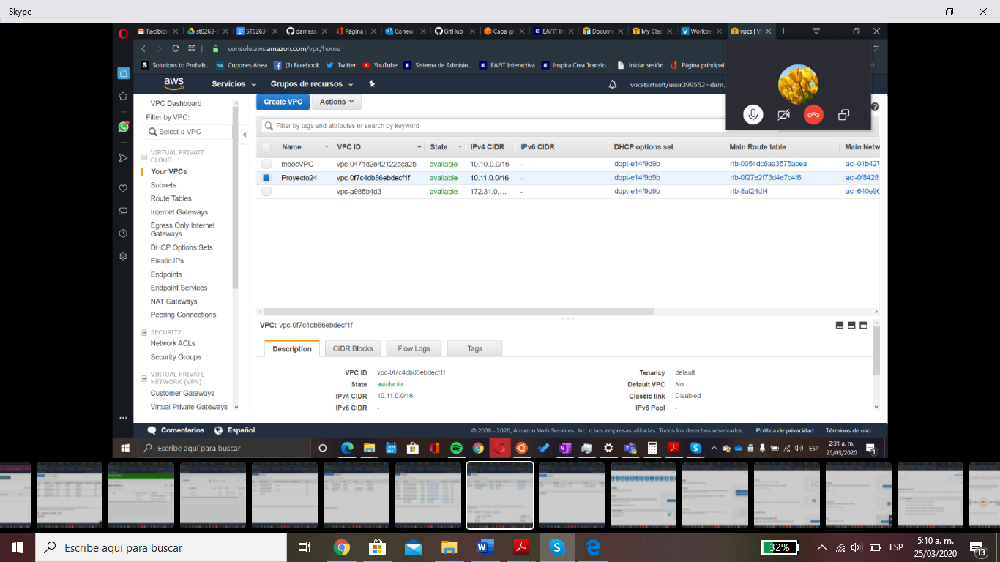 Skype
Recibido
st0263-p
ST0263-
damesa
Página p
Correo:
GitHub
Capa gra
EAFIT In
Docume
My Clas
Workbe
vpcs | V
console.aws.amazon.com/vpc/home
Solutions to Probab...
Cupones Alsea
(1) Facebook
Twitter
YouTube
Sistema de Admisio...
EAFIT Interactiva
Inspira Crea Transfo...
Iniciar sesión
Página principal
aws
Servicios
Grupos de recursos
vocstartsoft/user399552=dam...
VPC Dashboard
Filter by VPC:
Select a VPC
VIRTUAL PRIVATE
CLOUD
Your VPCs
Subnets
Route Tables
Internet Gateways
Egress Only Internet
Gateways
DHCP Options Sets
Elastic IPs
Endpoints
Endpoint Services
NAT Gateways
Peering Connections
SECURITY
Network ACLs
Security Groups
VIRTUAL PRIVATE
NETWORK (VPN)
Customer Gateways
Virtual Private Gateways
Create VPC
Actions
Filter by tags and attributes or search by keyword
Name VPC ID State IPv4 CIDR IPv6 CIDR DHCP options set Main Route table Main Netw
moocVPC vpc-0471d2e42122aca2b available 10.10.0.0/16 - dopt-e14f9d9b rtb-0054dc6aa3575abea acl-01b427
Proyecto24 vpc-0f7c4db86ebdecf1f available 10.11.0.0/16 - dopt-e14f9d9b rtb-0f27e2f73d4e7c4f6 acl-0f8428
vpc-a985b4d3 available 172.31.0.... - dopt-e14f9d9b rtb-8af24df4 acl-640e96
VPC: vpc-0f7c4db86ebdecf1f
Description
CIDR Blocks
Flow Logs
Tags
VPC ID vpc-0f7c4db86ebdecf1f
State available
IPv4 CIDR 10.11.0.0/16
IPv6 CIDR -
Tenancy default
Default VPC No
Classic link Disabled
IPv6 Pool -
Comentarios
Español
© 2008 - 2020, Amazon Web Services, Inc. o sus empresas afiliadas. Todos los derechos reservados.
Política de privacidad
Términos de uso
Escribe aquí para buscar
ESP
2:31 a. m.
25/03/2020
1
Escribe aquí para buscar
32%
ESP
5:10 a. m.
25/03/2020
13